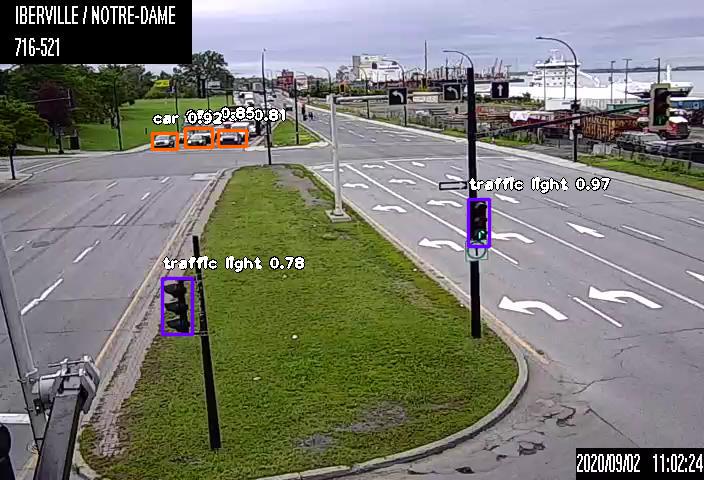 IBERVILLE / NOTRE-DAME
716-521
car 0.92
0.85
0.81
traffic light 0.97
traffic light 0.78
2020/09/02 11:02:24